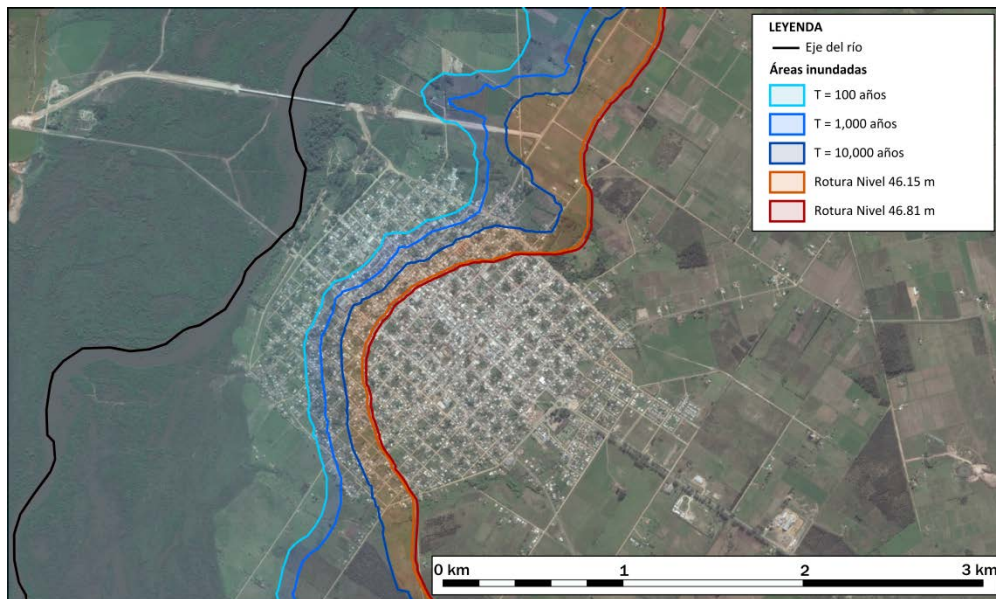 LEYENDA
Eje del río
Áreas inundadas
T = 100 años
T = 1,000 años
T = 10,000 años
Rotura Nivel 46.15 m
Rotura Nivel 46.81 m
0 km 1 2 3 km